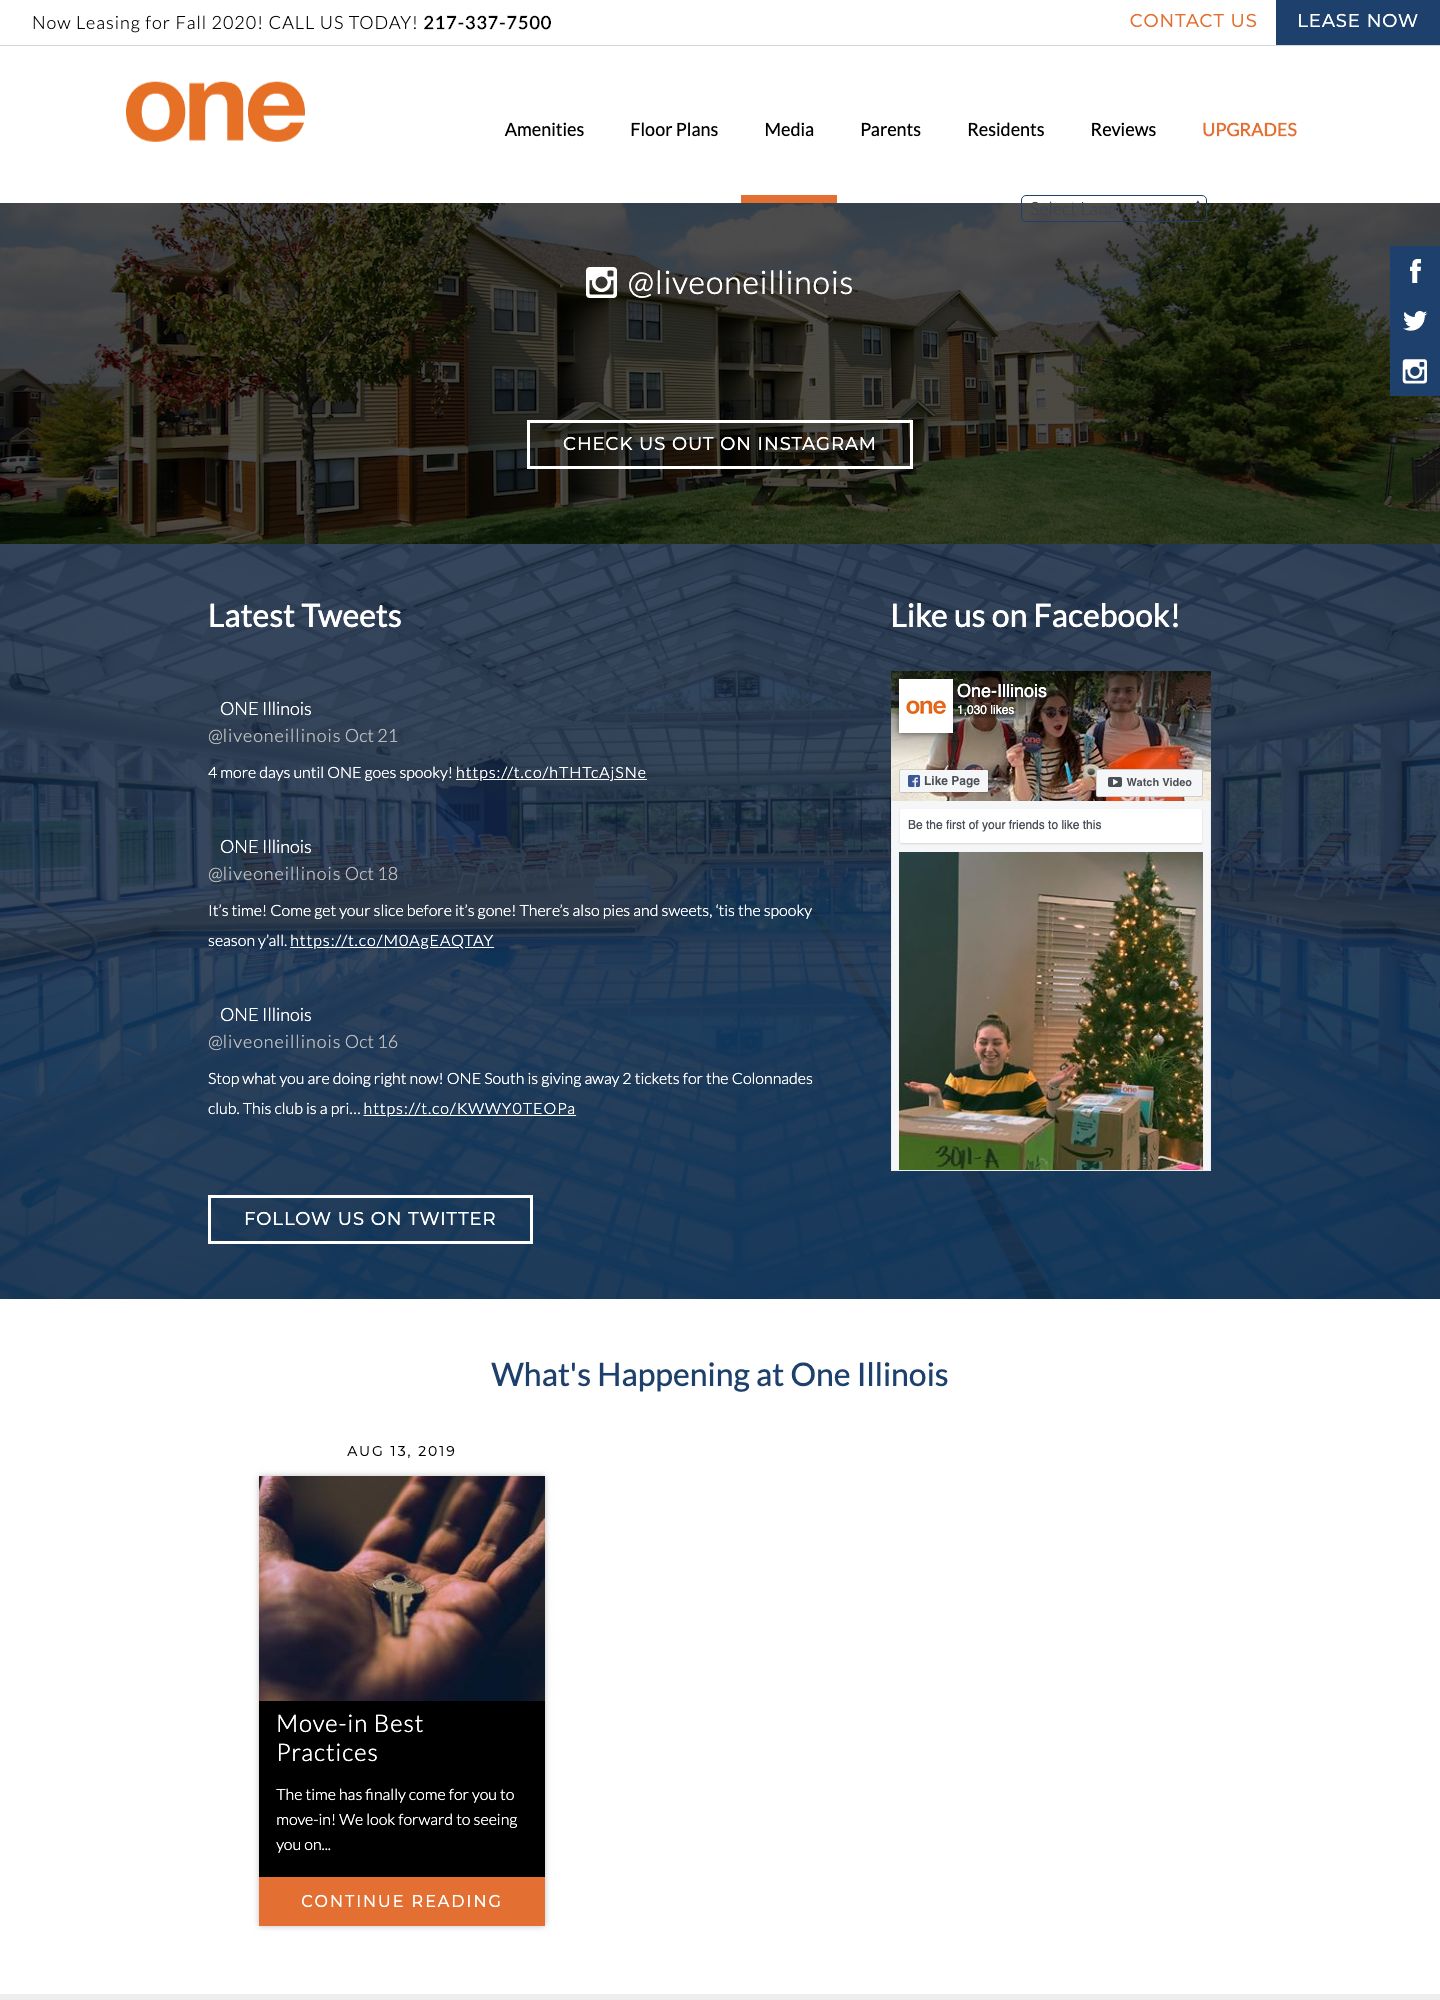 Now Leasing for Fall 2020! CALL US TODAY! 217-337-7500
CONTACT US
LEASE NOW
one
Amenities
Floor Plans
Media
Parents
Residents
Reviews
UPGRADES
Select
@liveoneillinois
CHECK US OUT ON INSTAGRAM
Latest Tweets
ONE Illinois
@liveoneillinois Oct 21
4 more days until ONE goes spooky! https://t.co/hTHTcAjSNe
ONE Illinois
@liveoneillinois Oct 18
It's time! Come get your slice before it's gone! There's also pies and sweets, ‘tis the spooky
season y'all. https://t.co/M0AgEAQTAY
ONE Illinois
@liveoneillinois Oct 16
Stop what you are doing right now! ONE South is giving away 2 tickets for the Colonnades
club. This club is a pri… https://t.co/KWWY0TEOPa
FOLLOW US ON TWITTER
Like us on Facebook!
one
One-Illinois
1,030 likes
one
Like Page
Watch Video
Be the first of your friends to like this
one
3011-A
What's Happening at One Illinois
AUG 13, 2019
Move-in Best
Practices
The time has finally come for you to
move-in! We look forward to seeing
you on...
CONTINUE READING